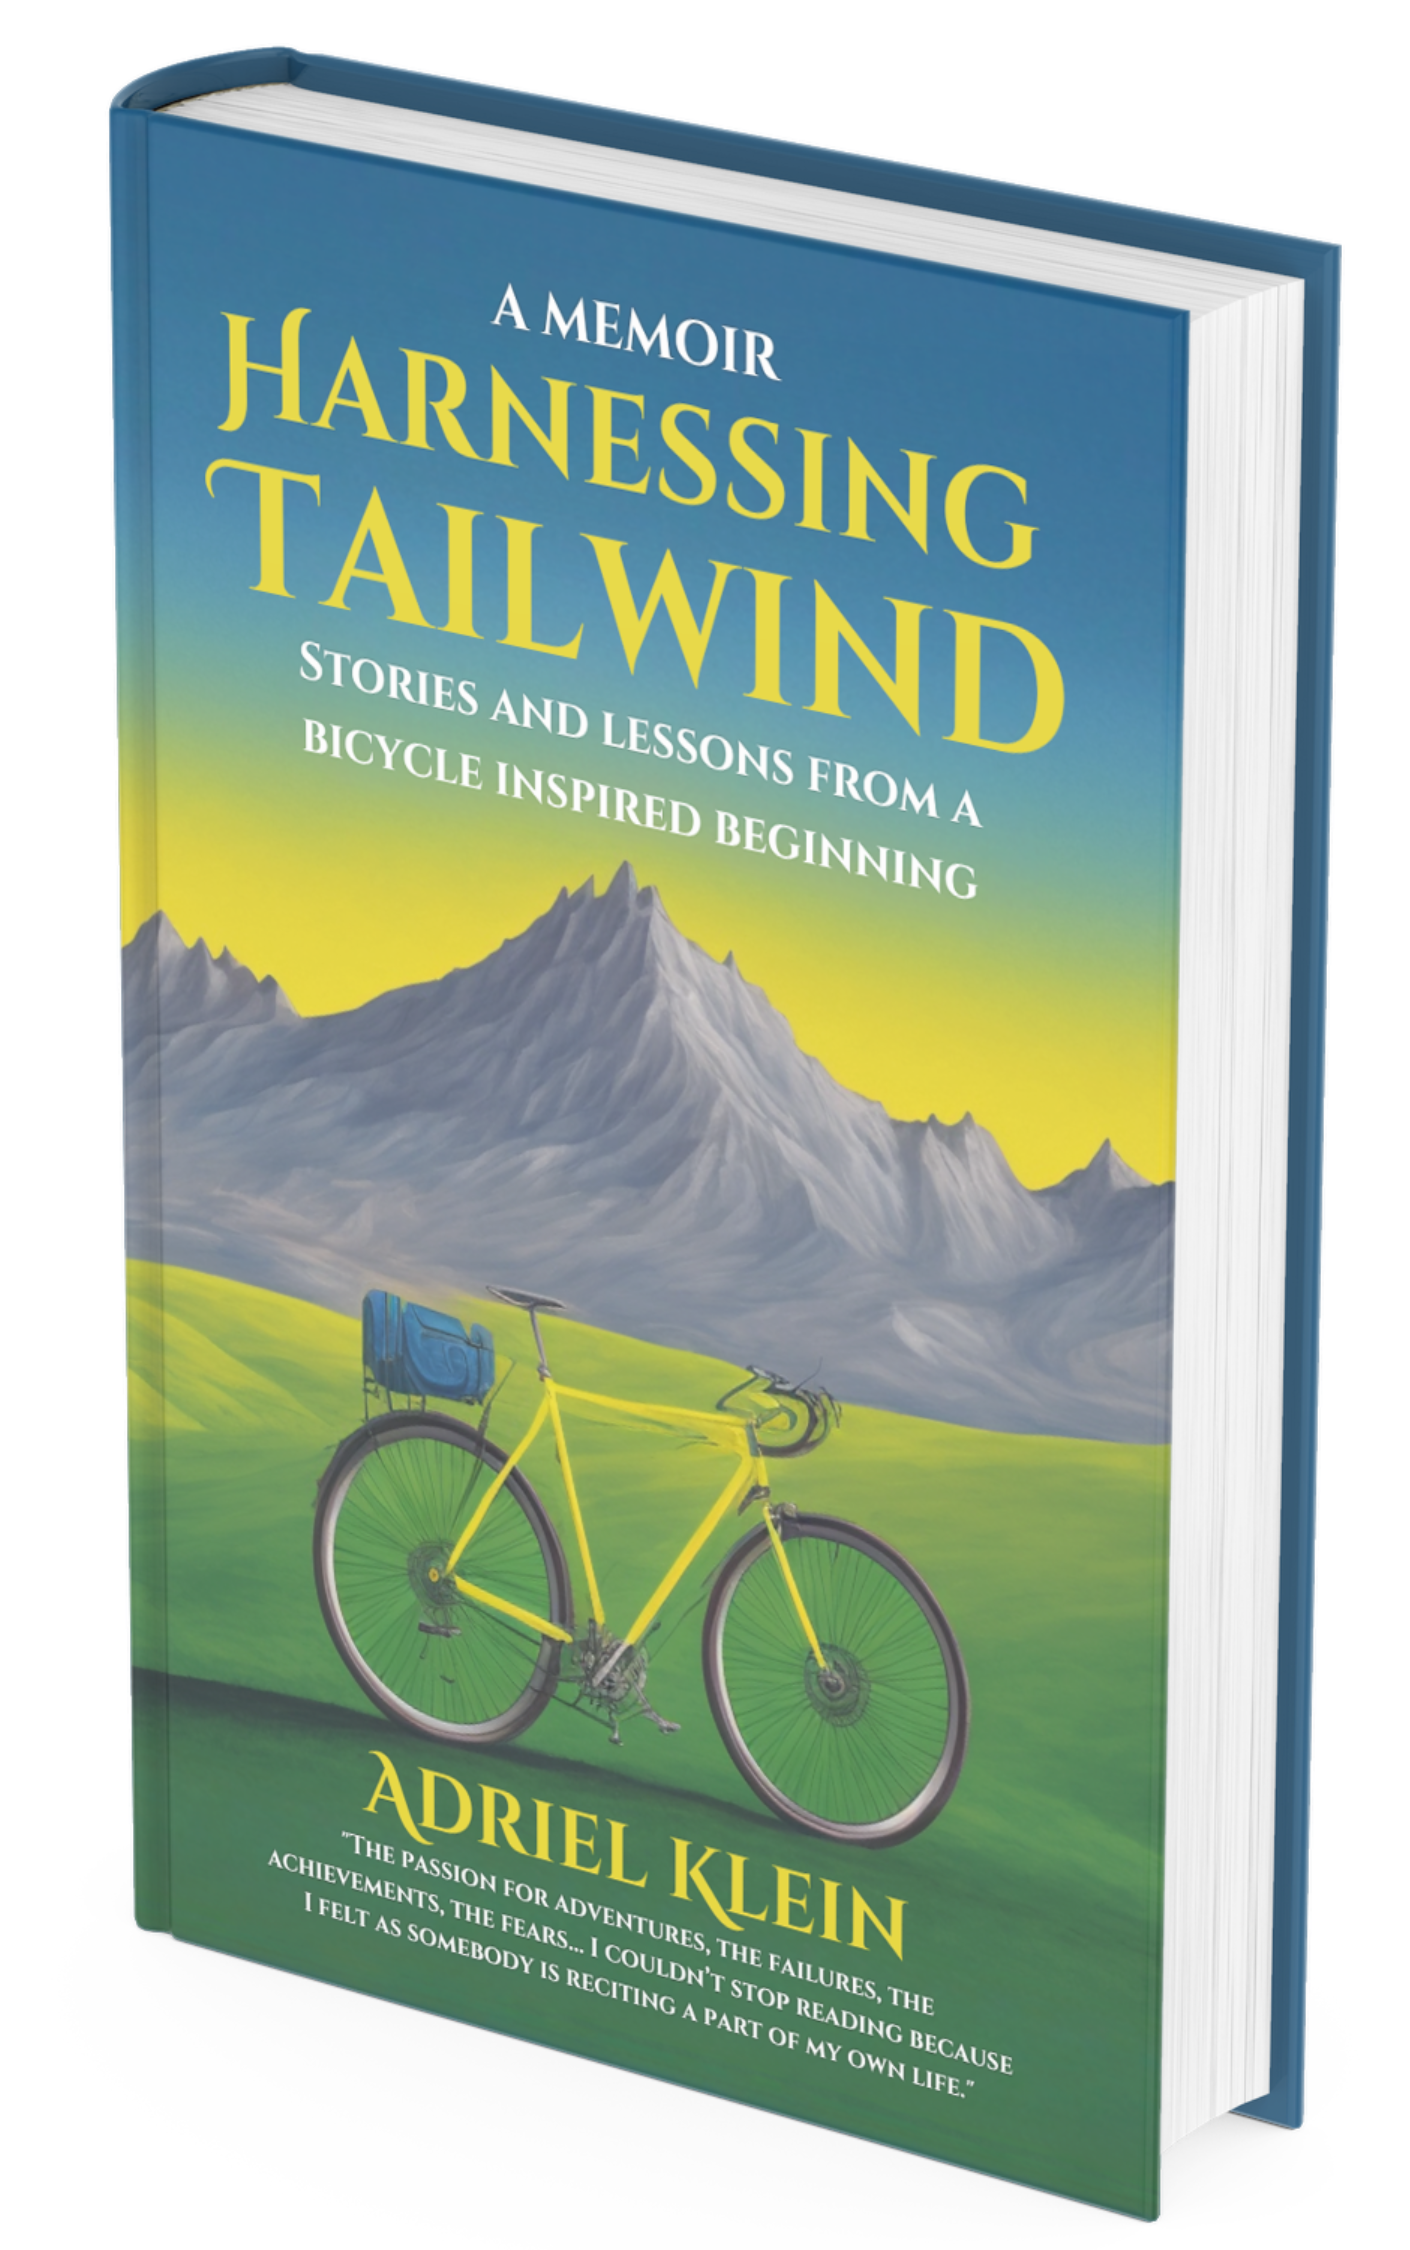 A MEMOIR
HARNESSING
TAILWIND
STORIES AND LESSONS FROM A
BICYCLE INSPIRED BEGINNING
ADRIEL KLEIN
"THE PASSION FOR ADVENTURES, THE FAILURES, THE
ACHIEVEMENTS, THE FEARS... I COULDN'T STOP READING BECAUSE
I FELT AS SOMEBODY IS RECITING A PART OF MY OWN LIFE."